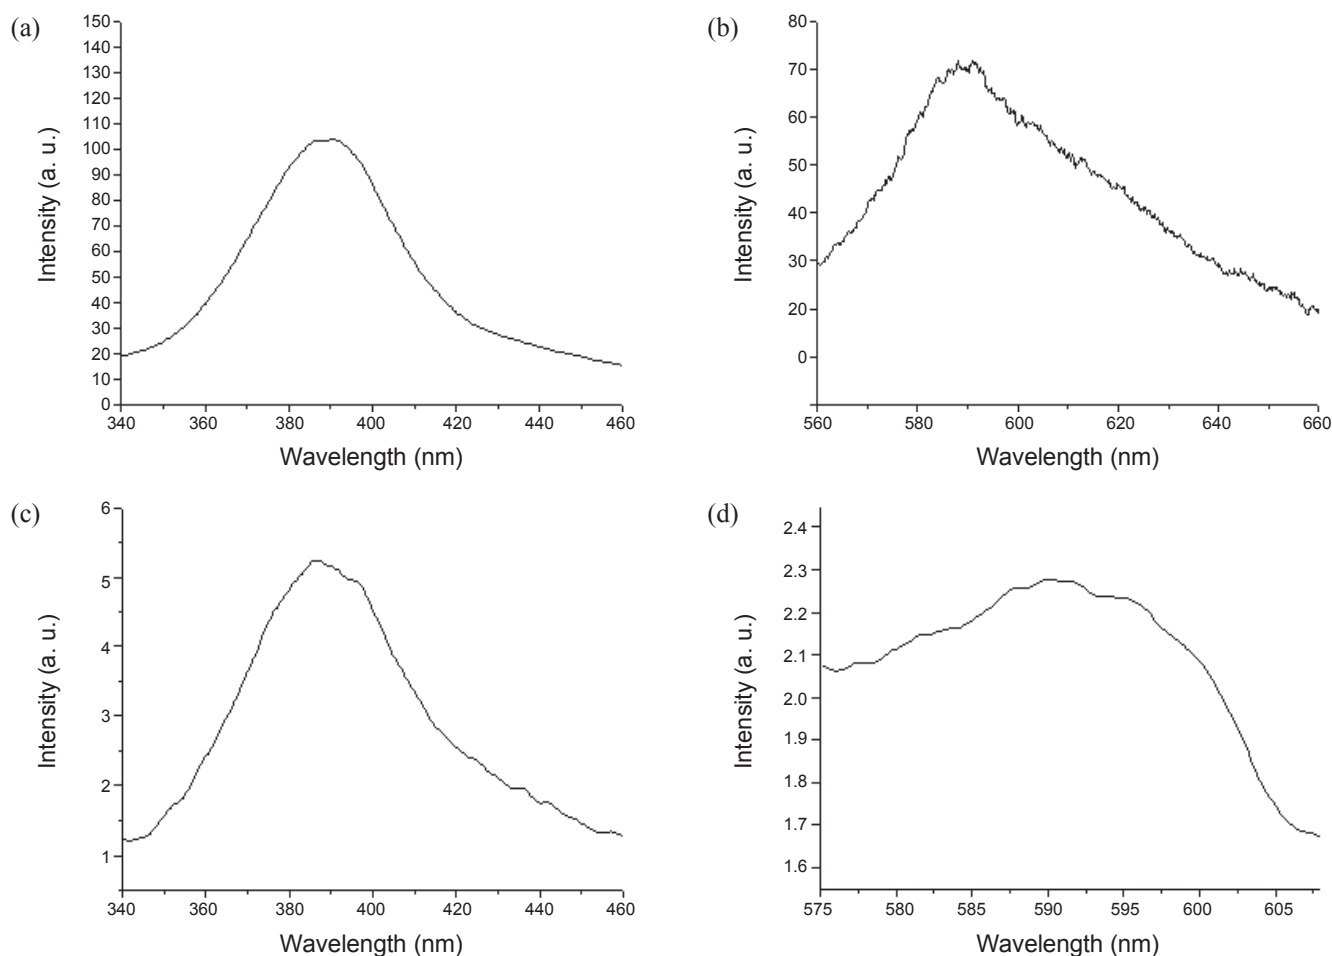 (a)
150
140
130
120
110
100
90
80
70
60
50
40
30
20
10
0
Intensity (a. u.)
340 360 380 400 420 440 460
Wavelength (nm)
(b)
80
70
60
50
40
30
20
0
Intensity (a. u.)
560 580 600 620 640 660
Wavelength (nm)
(c)
6
5
4
3
2
1
Intensity (a. u.)
340 360 380 400 420 440 460
Wavelength (nm)
(d)
2.4
2.3
2.2
2.1
2.0
1.9
1.8
1.7
1.6
Intensity (a. u.)
575 580 585 590 595 600 605
Wavelength (nm)